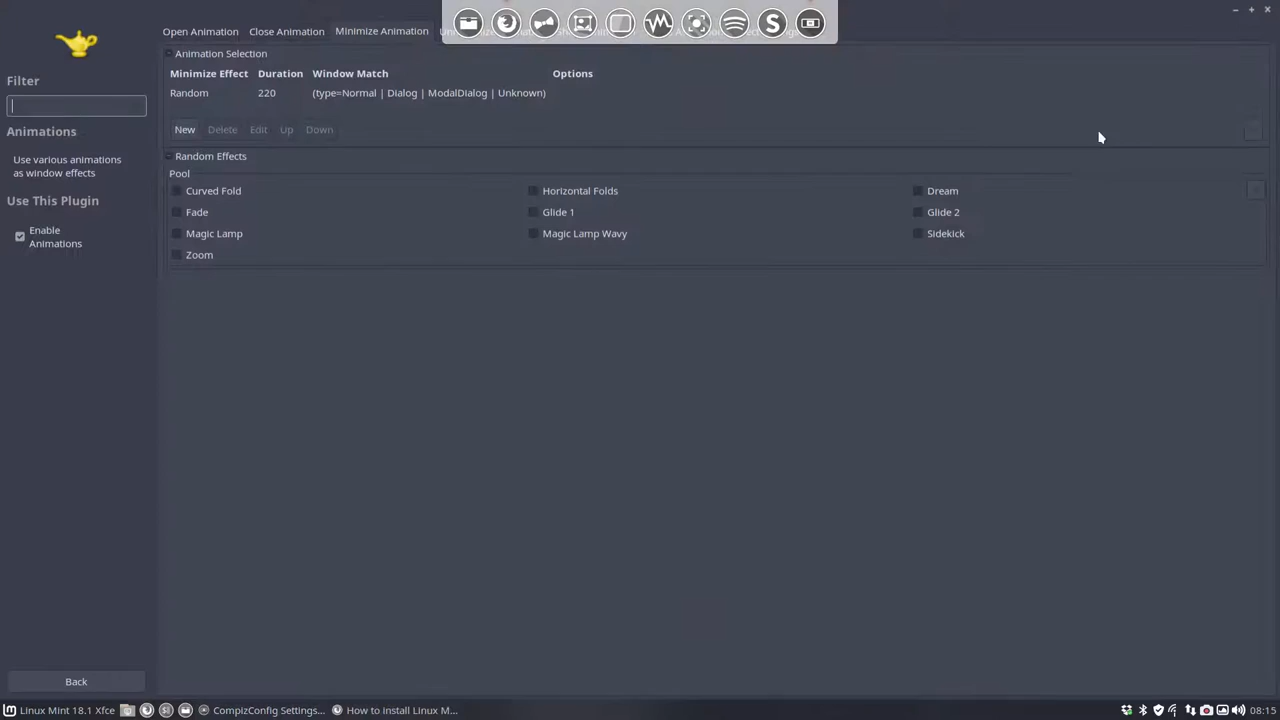 Open Animation Close Animation Minimize Animation
Animation Selection
Filter
Minimize Effect Duration Window Match Options
Random 220 (type=Normal | Dialog | ModalDialog | Unknown)
New Delete Edit Up Down
Animations
Use various animations
as window effects
Random Effects
Pool
Curved Fold Horizontal Folds Dream
Use This Plugin
Fade Glide 1 Glide 2
Enable
Animations
Magic Lamp Magic Lamp Wavy Sidekick
Zoom
Back
Linux Mint 18.1 Xfce CompizConfig Settings... How to Install Linux M... 08:15